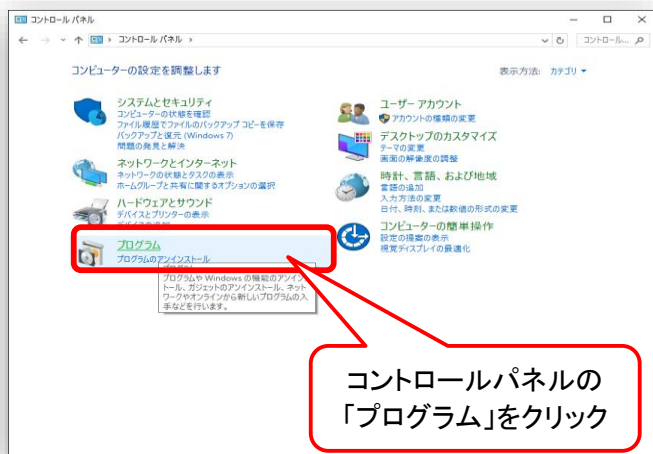 コントロール パネル
コントロール パネル
コントロール...
コンピューターの設定を調整します
表示方法: カテゴリ
システムとセキュリティ
コンピューターの状態を確認
ファイル履歴でファイルのバックアップ コピーを保存
バックアップと復元 (Windows 7)
問題の発見と解決
ネットワークとインターネット
ネットワークの状態とタスクの表示
ホームグループと共有に関するオプションの選択
ハードウェアとサウンド
デバイスとプリンターの表示
デバイスの追加
プログラム
プログラムのアンインストール
プログラムや Windows の機能のアンインス
トール、ガジェットのアンインストール、ネット
ワークやオンラインから新しいプログラムの入
手などを行います。
ユーザー アカウント
アカウントの種類の変更
デスクトップのカスタマイズ
テーマの変更
画面の解像度の調整
時計、言語、および地域
言語の追加
入力方法の変更
日付、時刻、または数値の形式の変更
コンピューターの簡単操作
設定の提案の表示
視覚ディスプレイの最適化
コントロールパネルの
「プログラム」をクリック